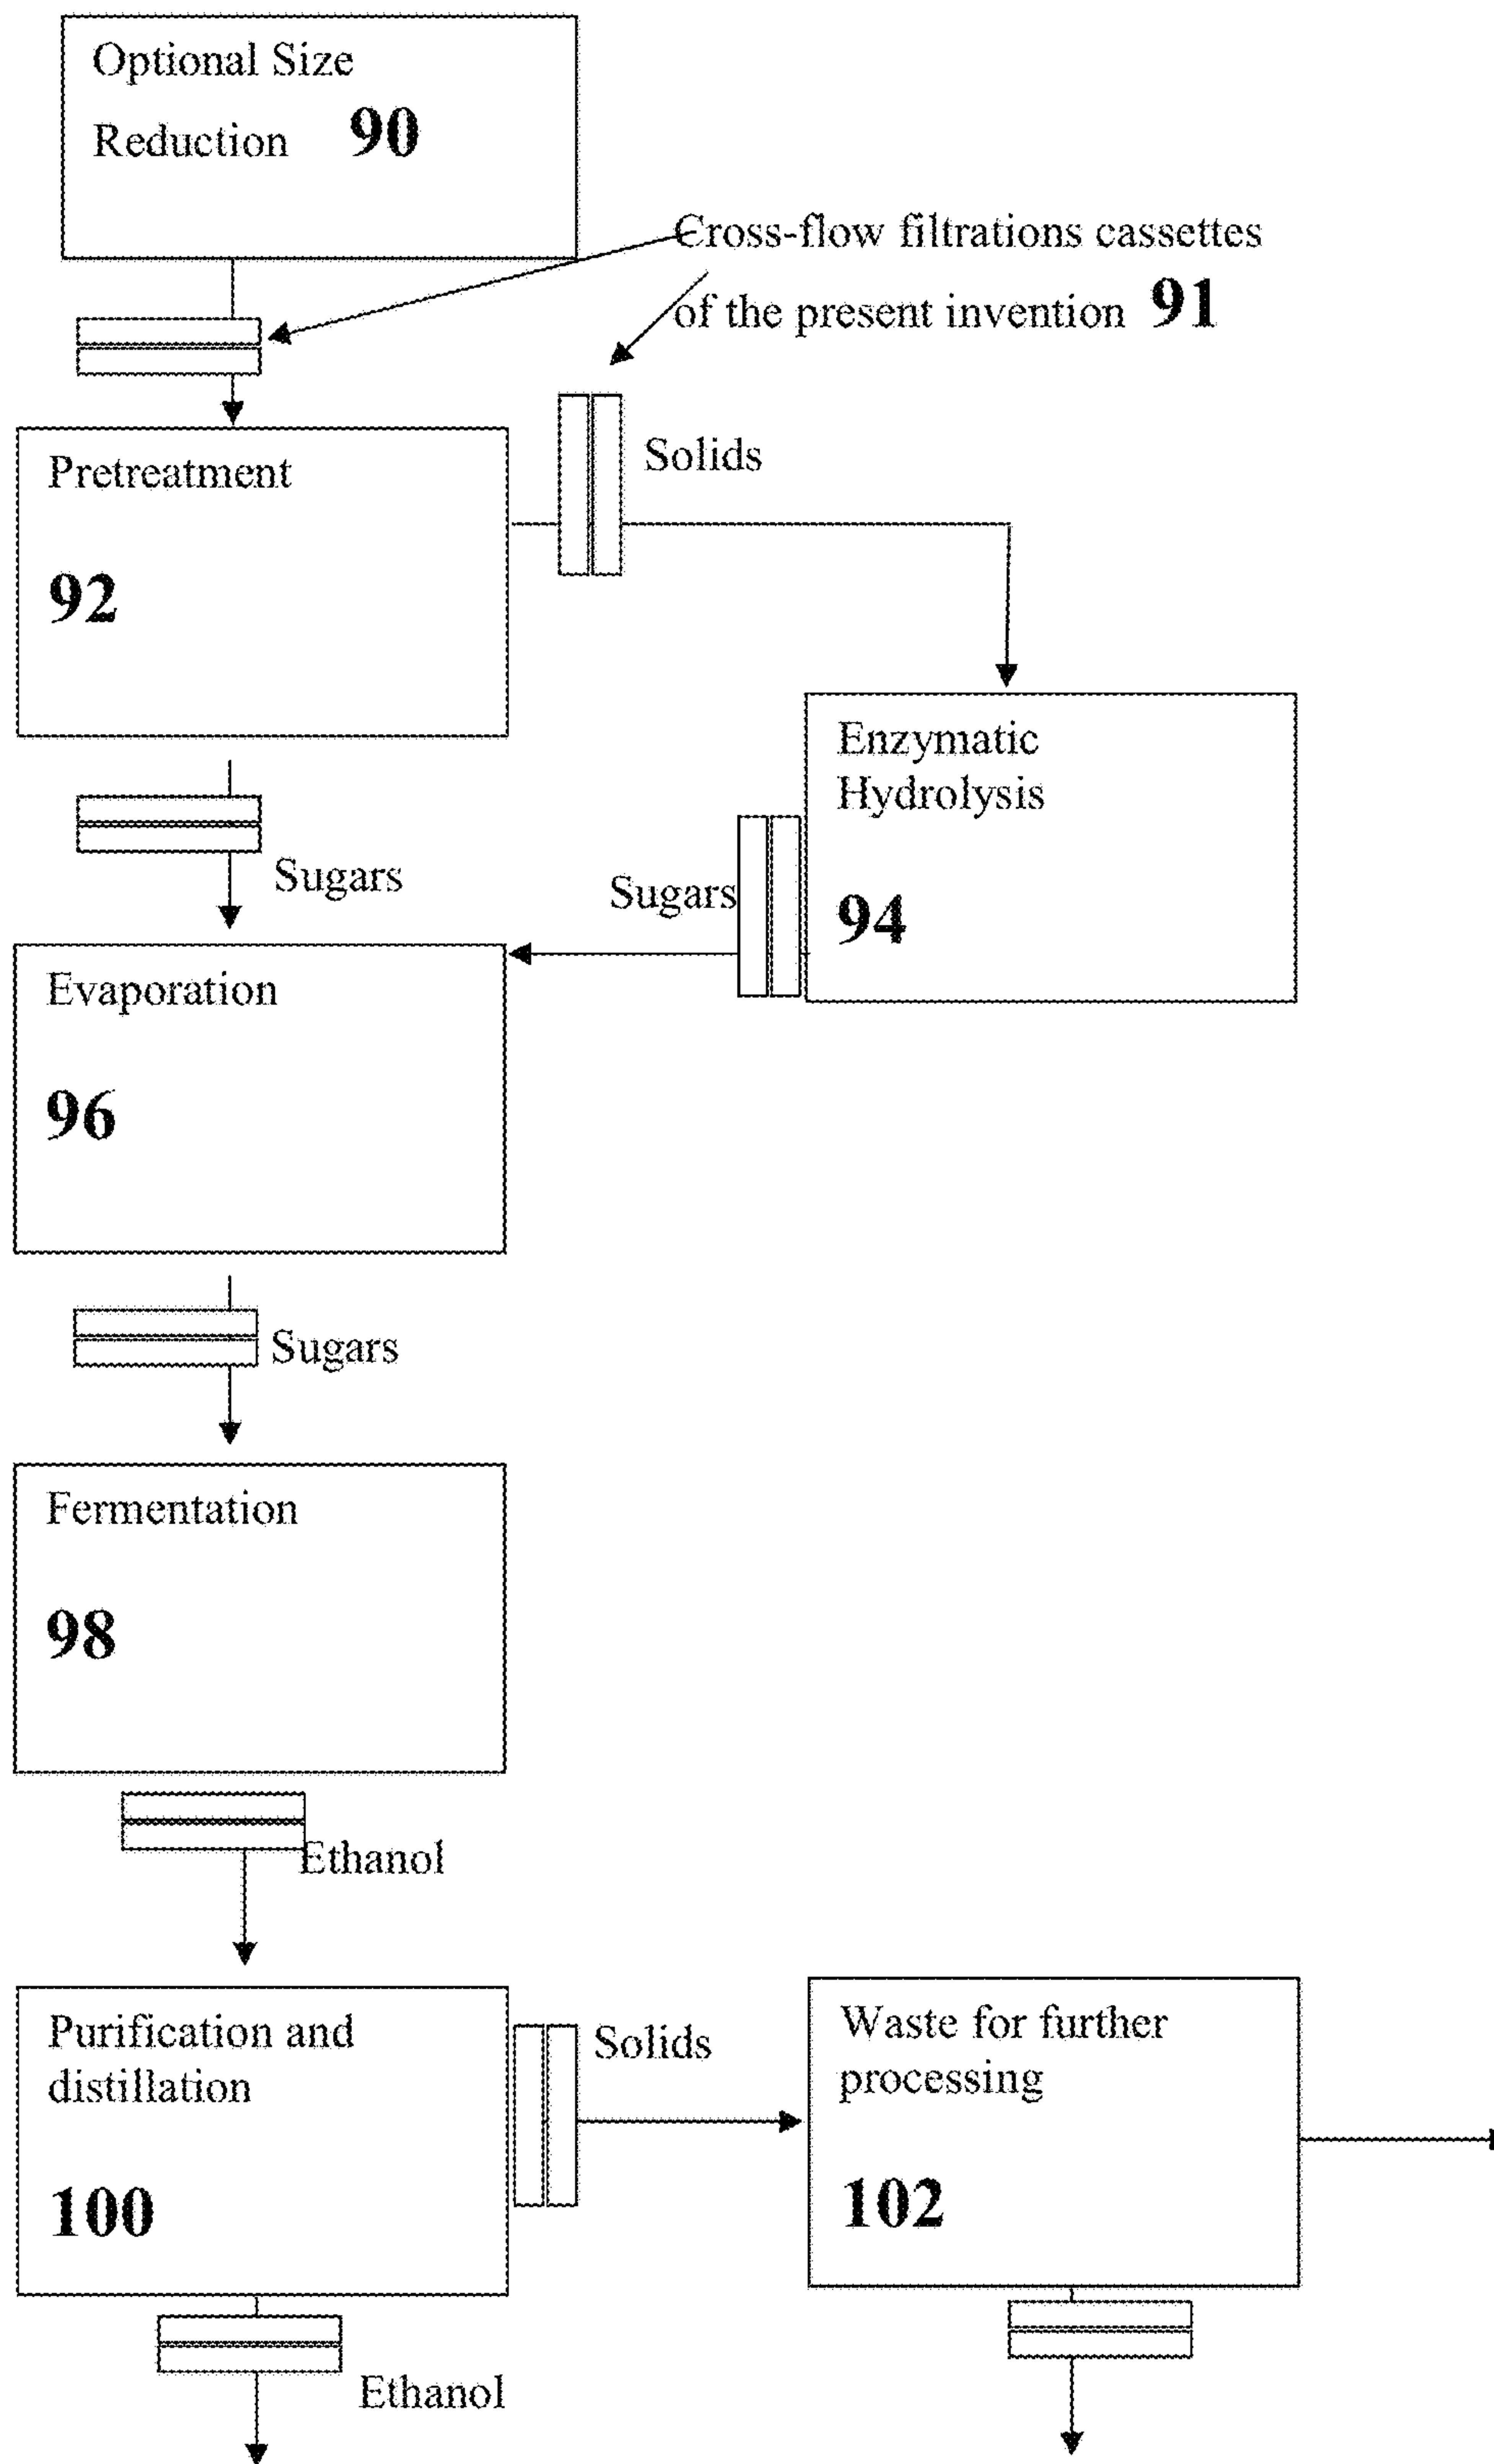 Optional Size
Reduction 90
Cross-flow filtrations cassettes
of the present invention 91
Solids
Pretreatment
92
Enzymatic
Hydrolysis
94
Sugars
Sugars
Evaporation
96
Sugars
Fermentation
98
Ethanol
Purification and
distillation
100
Solids
Waste for further
processing
102
Ethanol